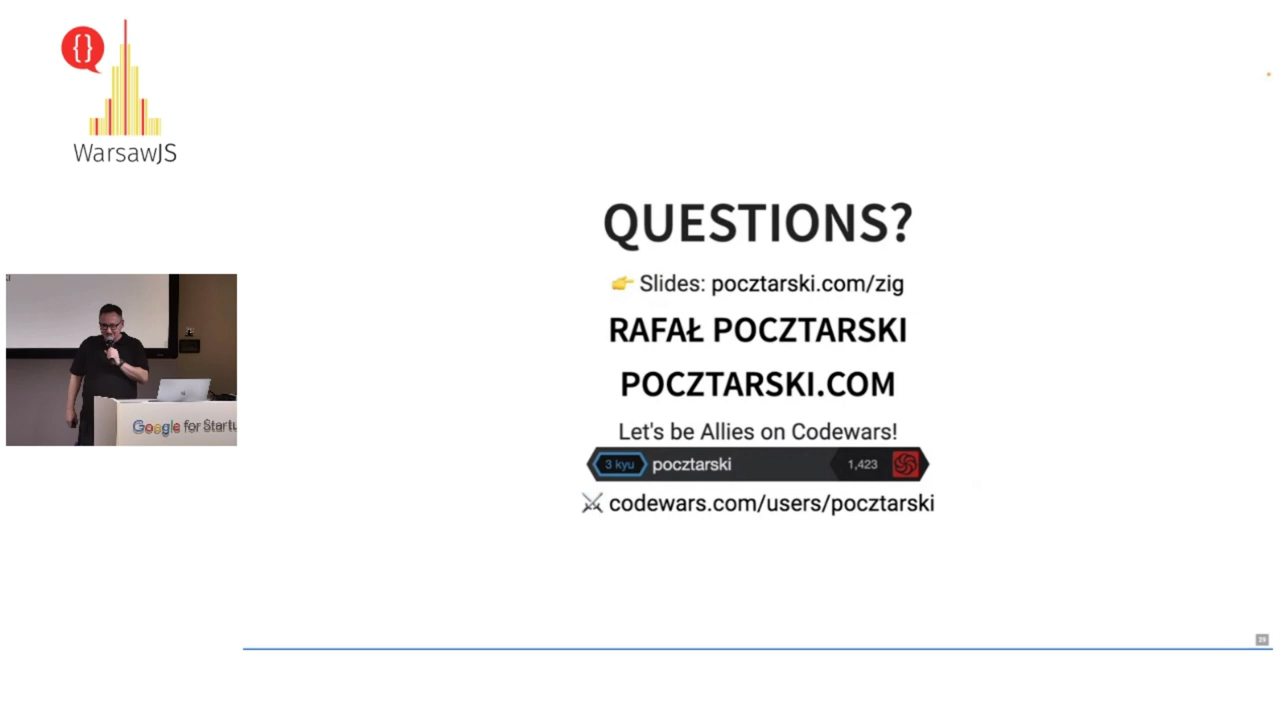 {}
WarsawJS
QUESTIONS?
👉 Slides: pocztarski.com/zig
RAFAŁ POCZTARSKI
POCZTARSKI.COM
Let's be Allies on Codewars!
3 kyu pocztarski 1,423
⚔ codewars.com/users/pocztarski
Google for Startu